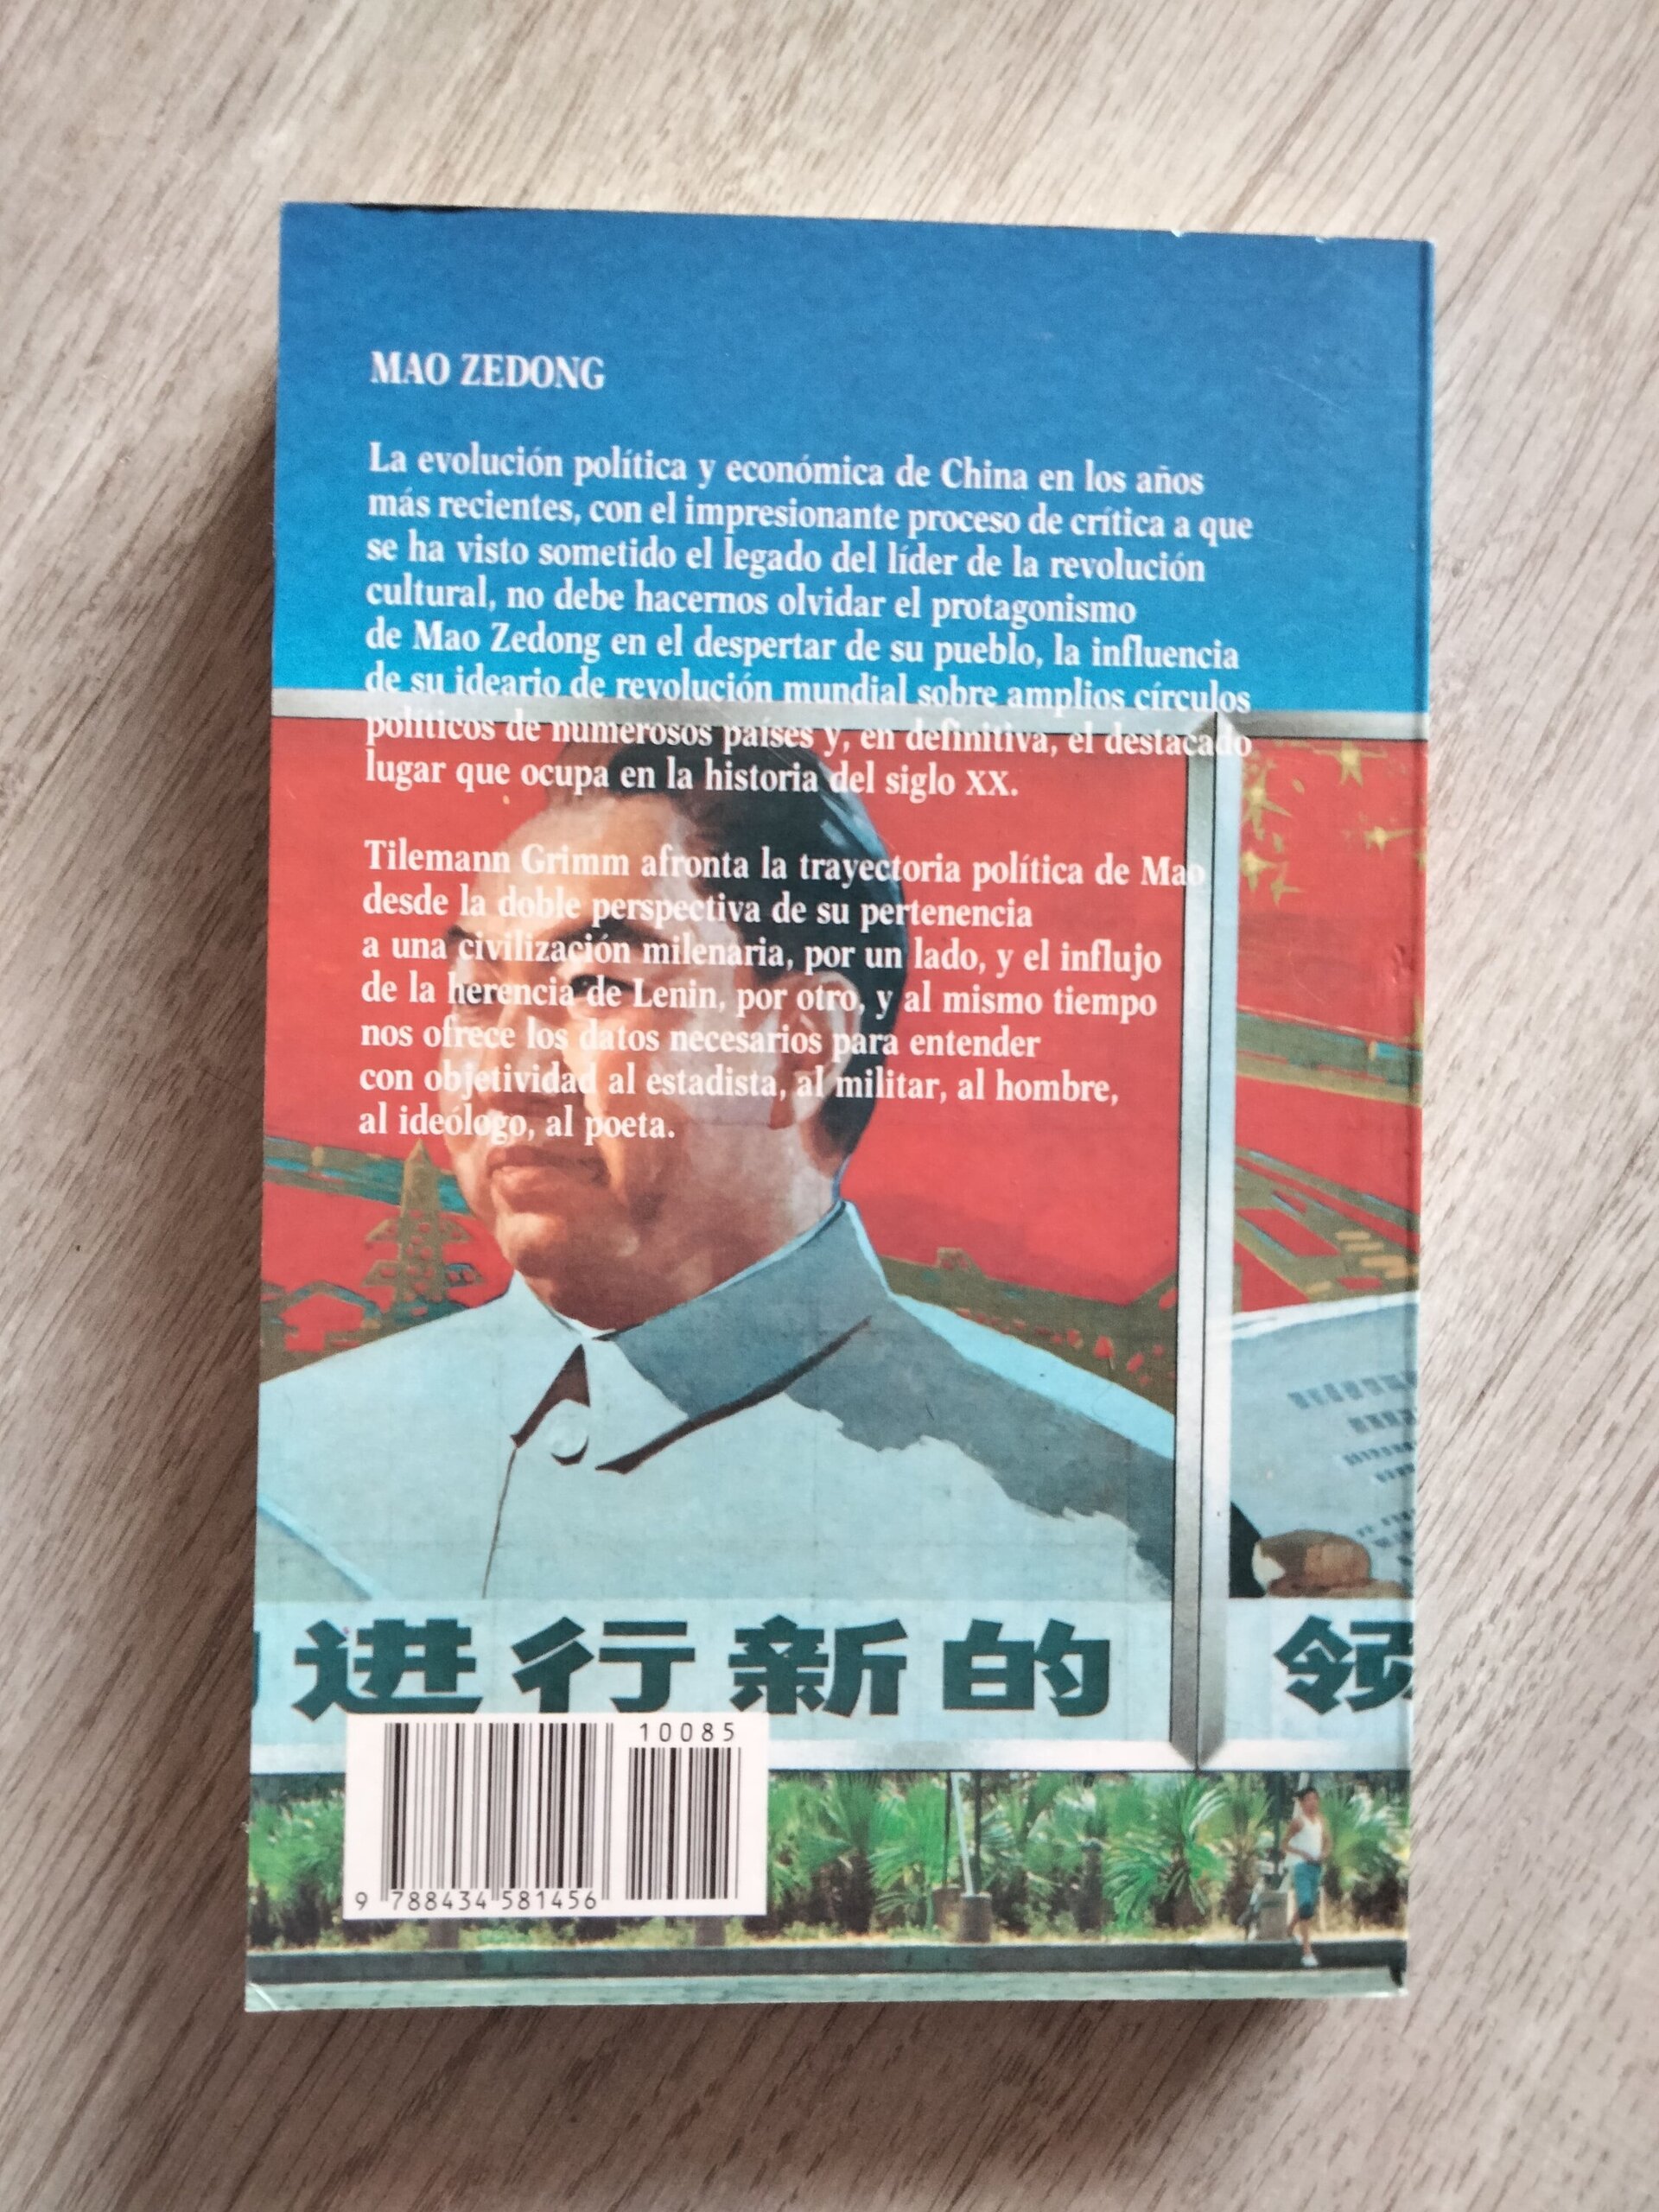 MAO ZEDONG
La evolución política y económica de China en los años
más recientes, con el impresionante proceso de crítica a que
se ha visto sometido el legado del líder de la revolución
cultural, no debe hacernos olvidar el protagonismo
de Mao Zedong en el despertar de su pueblo, la influencia
de su ideario de revolución mundial sobre amplios círculos
políticos de numerosos países y, en definitiva, el destacado
lugar que ocupa en la historia del siglo XX.
Tilemann Grimm afronta la trayectoria política de Mao
desde la doble perspectiva de su pertenencia
a una civilización milenaria, por un lado, y el influjo
de la herencia de Lenin, por otro, y al mismo tiempo
nos ofrece los datos necesarios para entender
con objetividad al estadista, al militar, al hombre,
al ideólogo, al poeta.
进行新的 领
10085
9 788434 581456